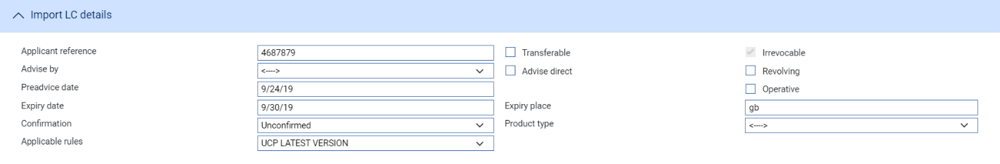 Import LC details
Applicant reference 4687879 Transferable Irrevocable
Advise by <----> Advise direct Revolving
Preadvice date 9/24/19 Operative
Expiry date 9/30/19 Expiry place gb
Confirmation Unconfirmed Product type <---->
Applicable rules UCP LATEST VERSION